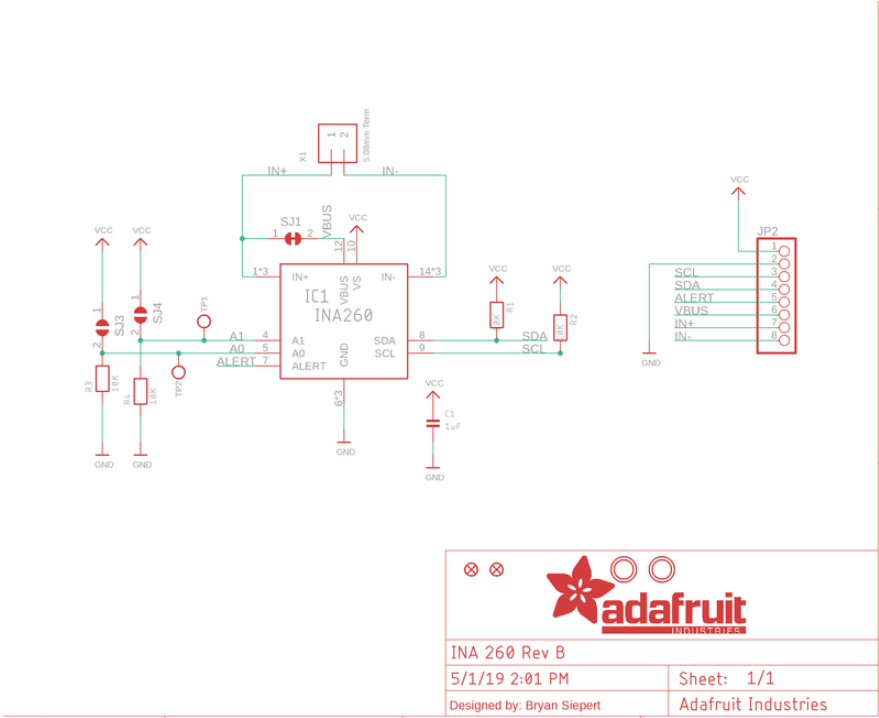 X1
1 2
5.08mm Term
IN+ IN-
SJ1
1 2
VBUS
VCC
12 10
1*3 14*3
IN+ VBUS VS IN-
IC1
INA260
VCC VCC
1 SJ3 2
1 SJ4 2
TP1
A1 4 A1
A0 5 A0
ALERT 7 ALERT
TP2
GND
6*3
GND
SDA 8 SDA
SCL 9 SCL
VCC VCC
R1
R2
R3 10K
R4 10K
GND GND
VCC
C1
1uF
GND
VCC
JP2
1
2
SCL 3
SDA 4
ALERT 5
VBUS 6
IN+ 7
IN- 8
GND
adafruit
INDUSTRIES
INA 260 Rev B
5/1/19 2:01 PM
Sheet: 1/1
Designed by: Bryan Siepert
Adafruit Industries